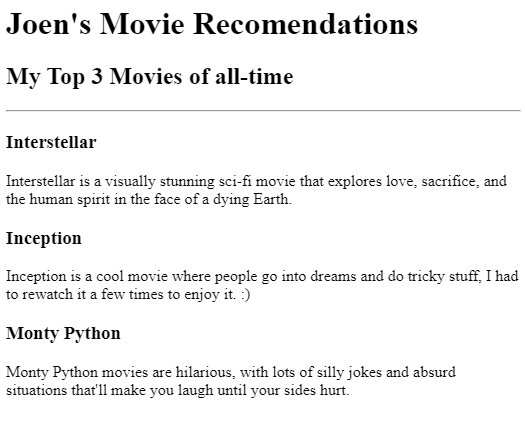 Joen's Movie Recomendations
My Top 3 Movies of all-time
Interstellar
Interstellar is a visually stunning sci-fi movie that explores love, sacrifice, and
the human spirit in the face of a dying Earth.
Inception
Inception is a cool movie where people go into dreams and do tricky stuff, I had
to rewatch it a few times to enjoy it. :)
Monty Python
Monty Python movies are hilarious, with lots of silly jokes and absurd
situations that'll make you laugh until your sides hurt.